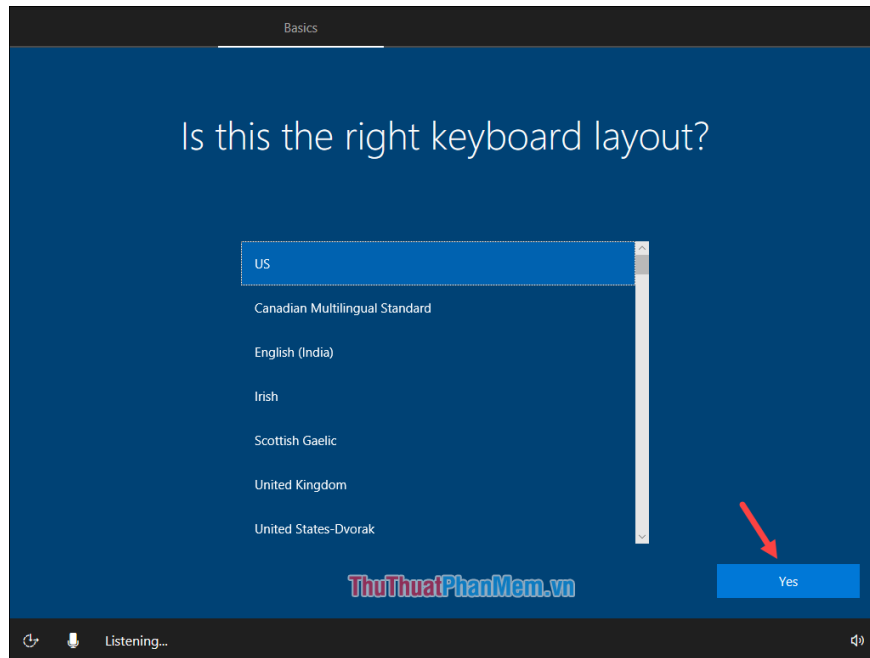 Basics
Is this the right keyboard layout?
US
Canadian Multilingual Standard
English (India)
Irish
Scottish Gaelic
United Kingdom
United States-Dvorak
ThuThuatPhanMem.vn
Yes
Listening...